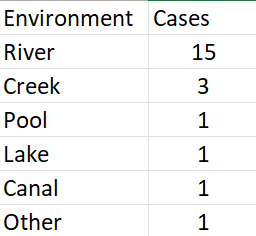 Environment Cases
River 15
Creek 3
Pool 1
Lake 1
Canal 1
Other 1